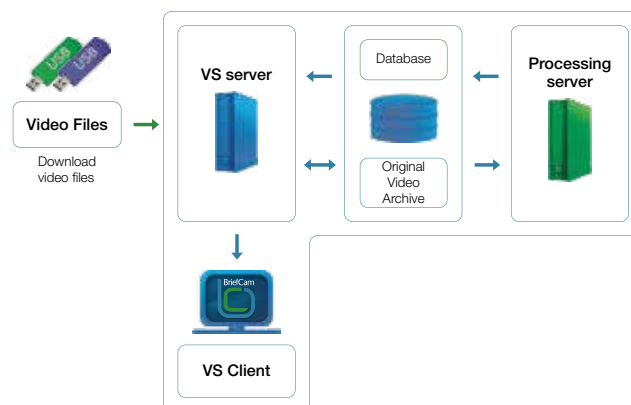 USB
USB
Video Files
Download
video files
VS server
Database
Original
Video
Archive
Processing
server
BriefCam
VS Client